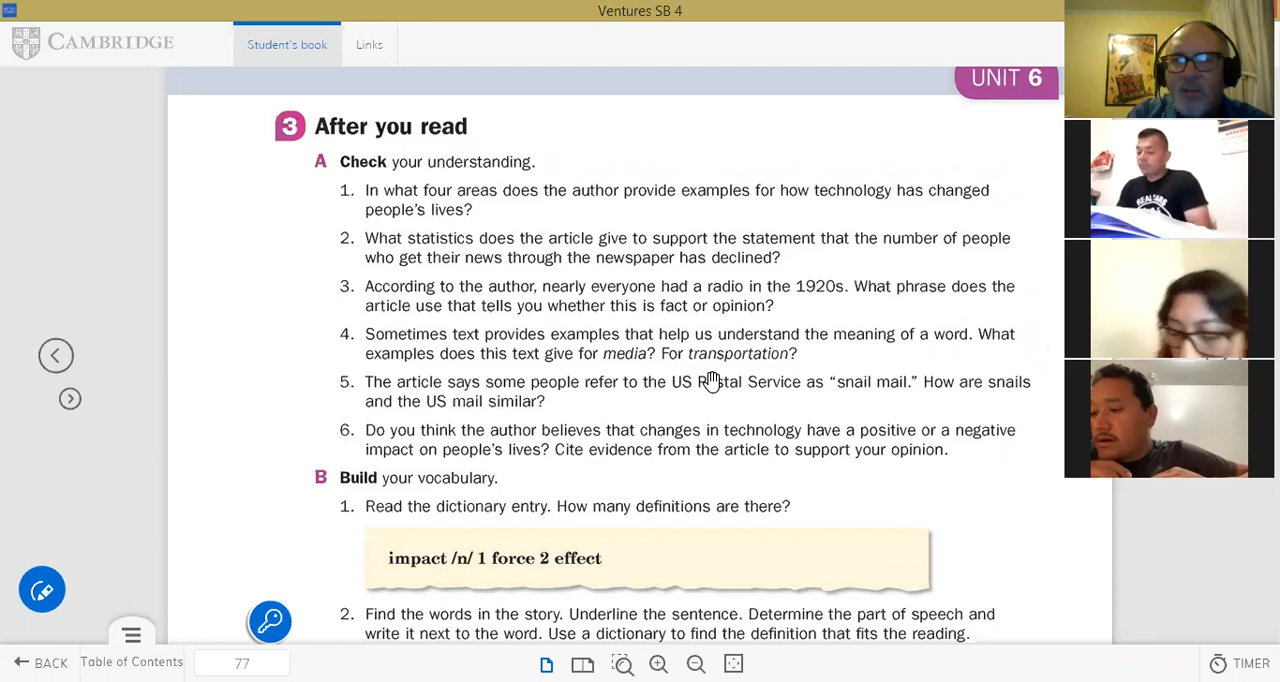 Ventures SB 4
CAMBRIDGE
Student's book
Links
UNIT 6
3 After you read
A Check your understanding.
1. In what four areas does the author provide examples for how technology has changed
people's lives?
2. What statistics does the article give to support the statement that the number of people
who get their news through the newspaper has declined?
3. According to the author, nearly everyone had a radio in the 1920s. What phrase does the
article use that tells you whether this is fact or opinion?
4. Sometimes text provides examples that help us understand the meaning of a word. What
examples does this text give for media? For transportation?
5. The article says some people refer to the US Postal Service as “snail mail.” How are snails
and the US mail similar?
6. Do you think the author believes that changes in technology have a positive or a negative
impact on people's lives? Cite evidence from the article to support your opinion.
B Build your vocabulary.
1. Read the dictionary entry. How many definitions are there?
impact /n/ 1 force 2 effect
2. Find the words in the story. Underline the sentence. Determine the part of speech and
write it next to the word. Use a dictionary to find the definition that fits the reading.
BACK
Table of Contents
77
TIMER